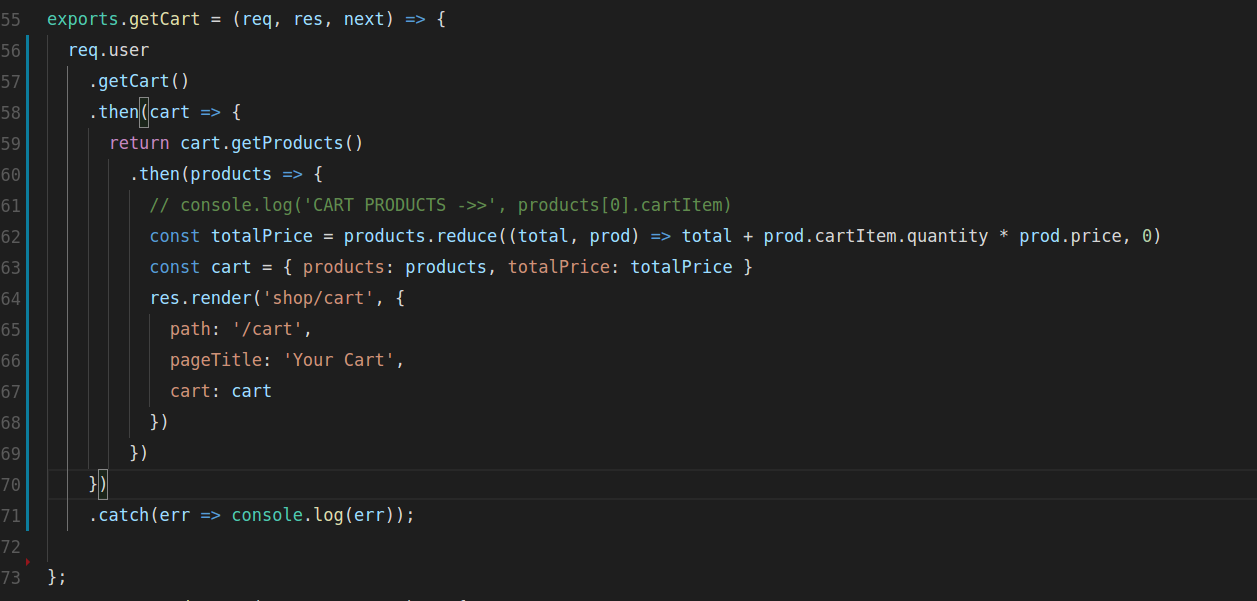 55 exports.getCart = (req, res, next) => {
56   req.user
57     .getCart()
58     .then(cart => {
59       return cart.getProducts()
60         .then(products => {
61           // console.log('CART PRODUCTS ->>', products[0].cartItem)
62           const totalPrice = products.reduce((total, prod) => total + prod.cartItem.quantity * prod.price, 0)
63           const cart = { products: products, totalPrice: totalPrice }
64           res.render('shop/cart', {
65             path: '/cart',
66             pageTitle: 'Your Cart',
67             cart: cart
68           })
69         })
70     })
71     .catch(err => console.log(err));
72
73 };